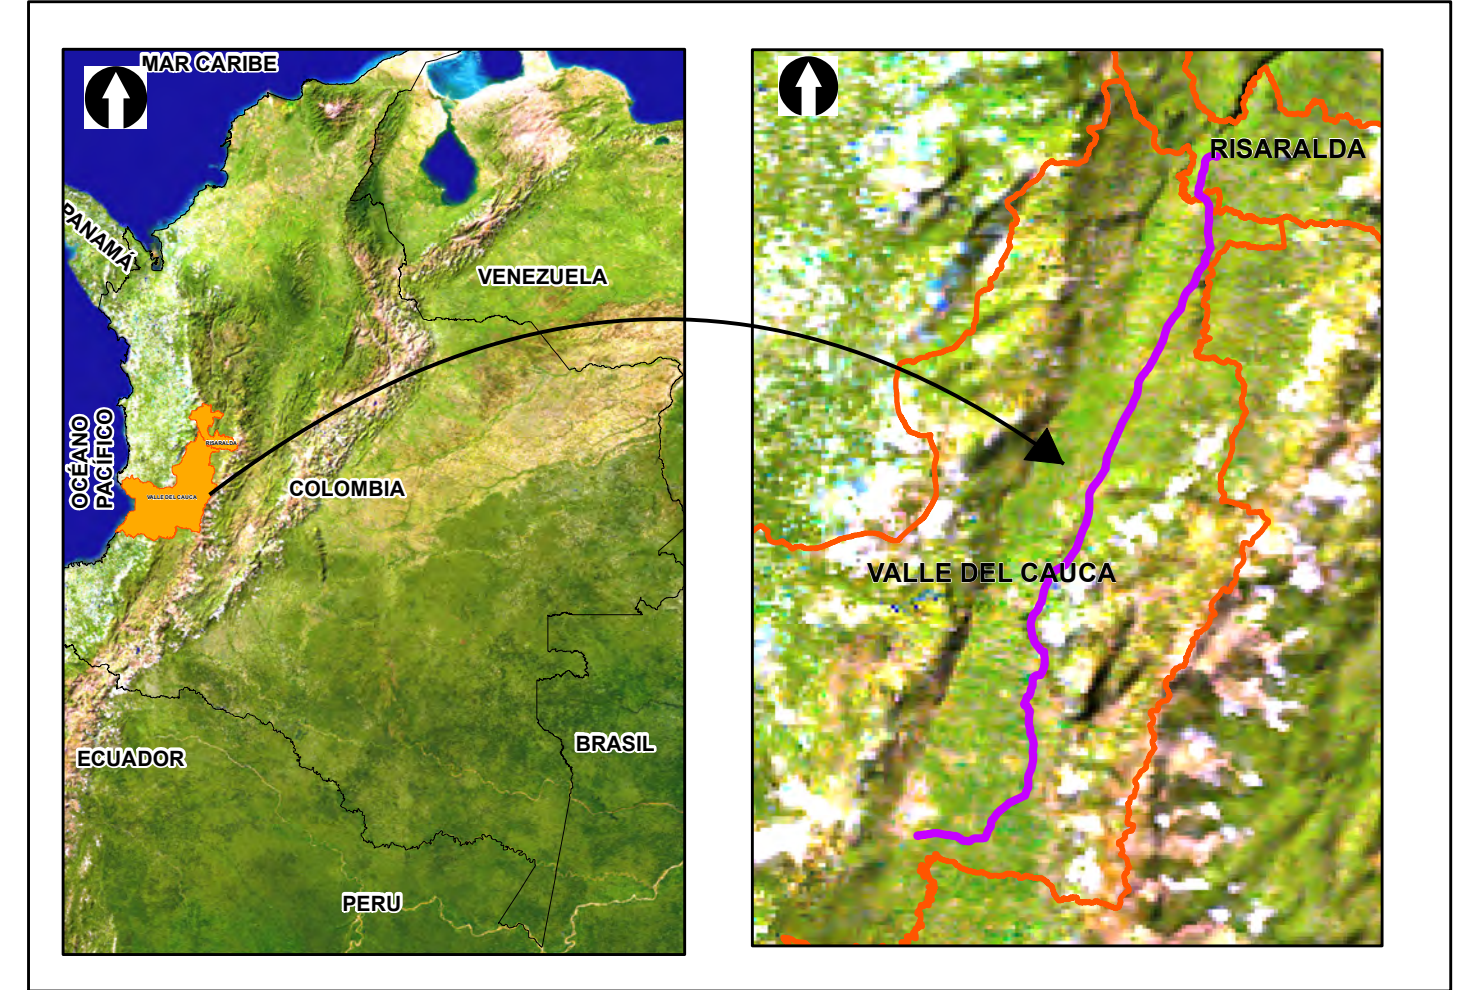 MAR CARIBE
PANAMÁ
VENEZUELA
OCÉANO
PACÍFICO
RISARALDA
VALLE DEL CAUCA
COLOMBIA
ECUADOR
BRASIL
PERU
RISARALDA
VALLE DEL CAUCA